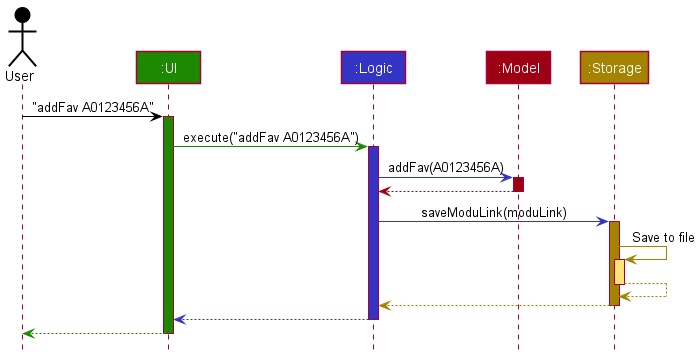 User
:UI
:Logic
:Model
:Storage
"addFav A0123456A"
execute("addFav A0123456A")
addFav(A0123456A)
saveModuLink(moduLink)
Save to file